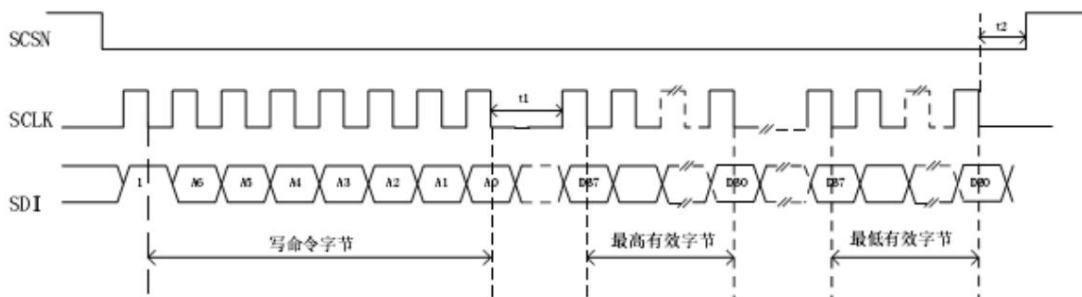 SCSN
t2
SCLK
t1
SDI
1 A6 A5 A4 A3 A2 A1 A0 DB7 DB0 DB7 DB0
写命令字节 最高有效字节 最低有效字节